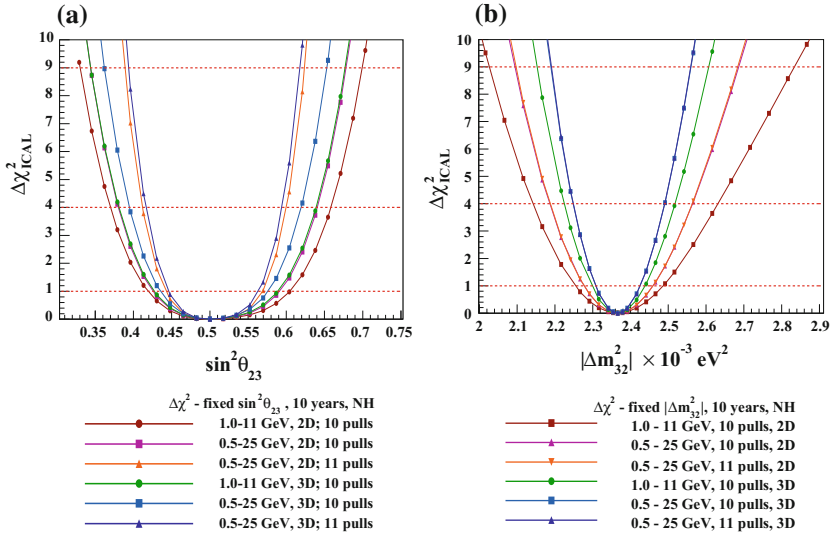 (a)
(b)
Δχ²_ICAL
10
9
8
7
6
5
4
3
2
1
0
0.35 0.4 0.45 0.5 0.55 0.6 0.65 0.7 0.75
sin²θ₂₃
Δχ²_ICAL
10
9
8
7
6
5
4
3
2
1
0
2 2.1 2.2 2.3 2.4 2.5 2.6 2.7 2.8 2.9
|Δm²₃₂| × 10⁻³ eV²
Δχ² - fixed sin²θ₂₃ , 10 years, NH
1.0-11 GeV, 2D; 10 pulls
0.5-25 GeV, 2D; 10 pulls
0.5-25 GeV, 2D; 11 pulls
1.0-11 GeV, 3D; 10 pulls
0.5-25 GeV, 3D; 10 pulls
0.5-25 GeV, 3D; 11 pulls
Δχ² - fixed |Δm²₃₂|, 10 years, NH
1.0 - 11 GeV, 10 pulls, 2D
0.5 - 25 GeV, 10 pulls, 2D
0.5 - 25 GeV, 11 pulls, 2D
1.0 - 11 GeV, 10 pulls, 3D
0.5 - 25 GeV, 10 pulls, 3D
0.5 - 25 GeV, 11 pulls, 3D